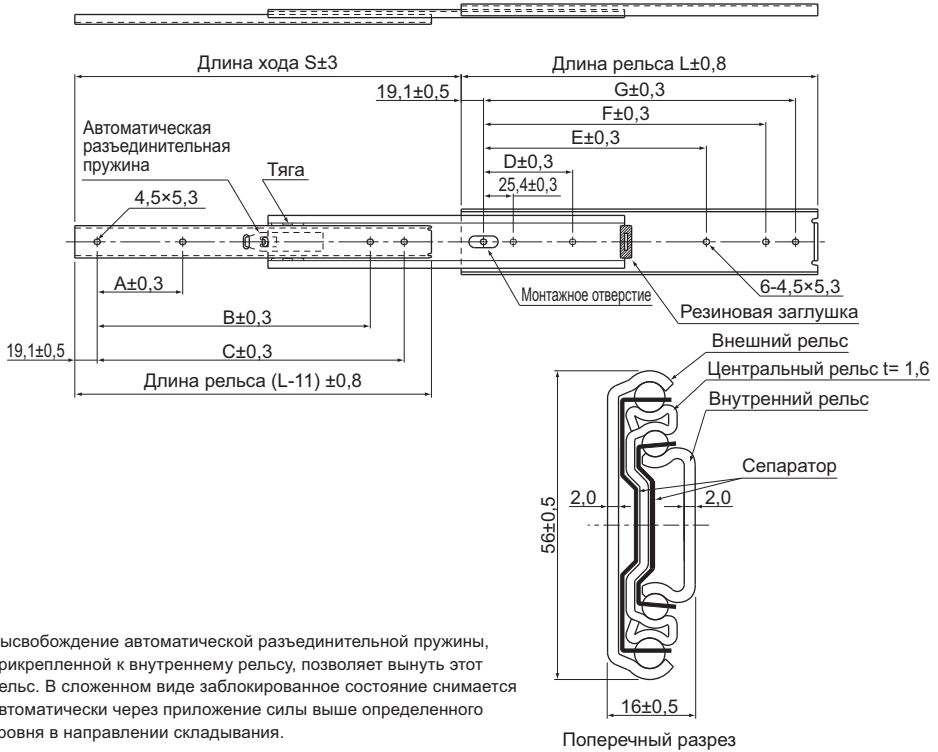 Длина хода S±3
Длина рельса L±0,8
19,1±0,5
G±0,3
F±0,3
E±0,3
D±0,3
25,4±0,3
Автоматическая
разъединительная
пружина
Тяга
4,5×5,3
A±0,3
B±0,3
C±0,3
19,1±0,5
Длина рельса (L-11) ±0,8
Монтажное отверстие
6-4,5×5,3
Резиновая заглушка
Внешний рельс
Центральный рельс t= 1,6
Внутренний рельс
Сепаратор
2,0
2,0
56±0,5
16±0,5
Поперечный разрез
ысвобождение автоматической разъединительной пружины,
рикрепленной к внутреннему рельсу, позволяет вынуть этот
ельс. В сложенном виде заблокированное состояние снимается
втоматически через приложение силы выше определенного
ровня в направлении складывания.